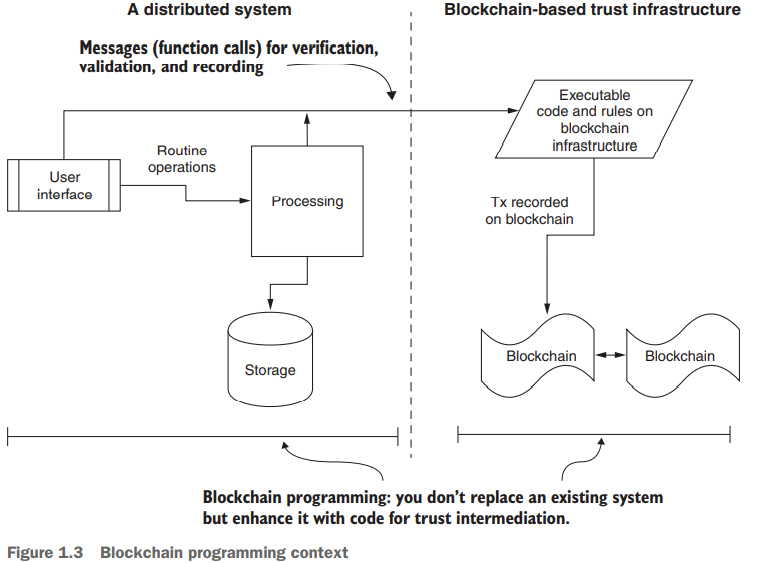 A distributed system
Blockchain-based trust infrastructure
Messages (function calls) for verification,
validation, and recording
Executable
code and rules on
blockchain
infrastructure
Routine
operations
User
interface
Processing
Tx recorded
on blockchain
Storage
Blockchain
Blockchain
Blockchain programming: you don’t replace an existing system
but enhance it with code for trust intermediation.
Figure 1.3 Blockchain programming context